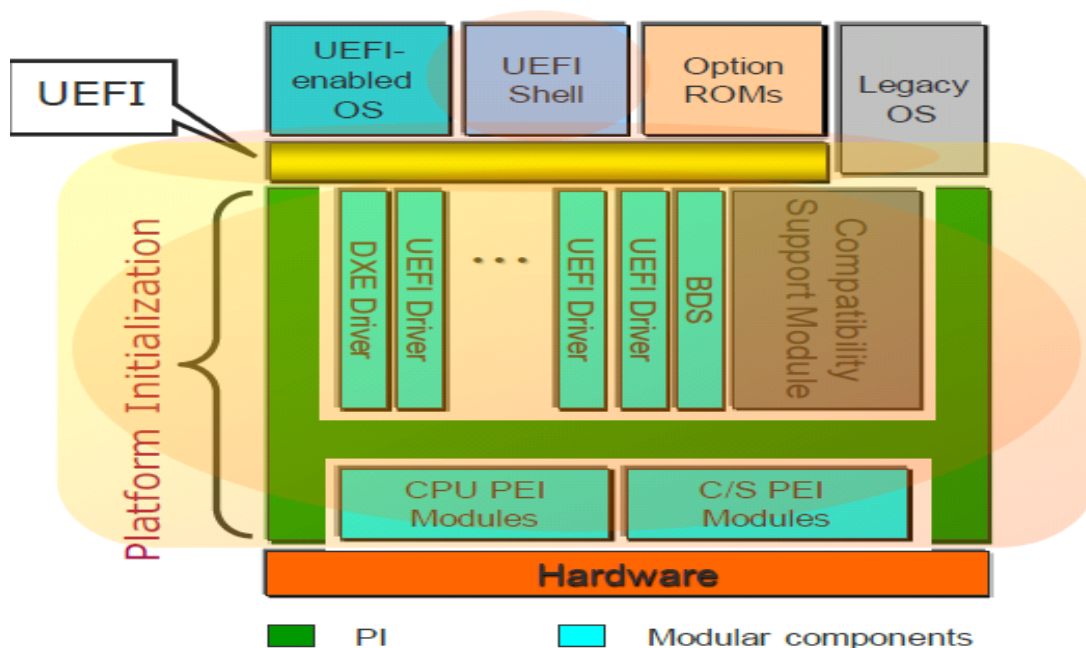 UEFI
UEFI-
enabled
OS
UEFI
Shell
Option
ROMs
Legacy
OS
Platform Initialization
DXE Driver
UEFI Driver
...
UEFI Driver
UEFI Driver
BDS
Compatibility
Support Module
CPU PEI
Modules
C/S PEI
Modules
Hardware
PI
Modular components